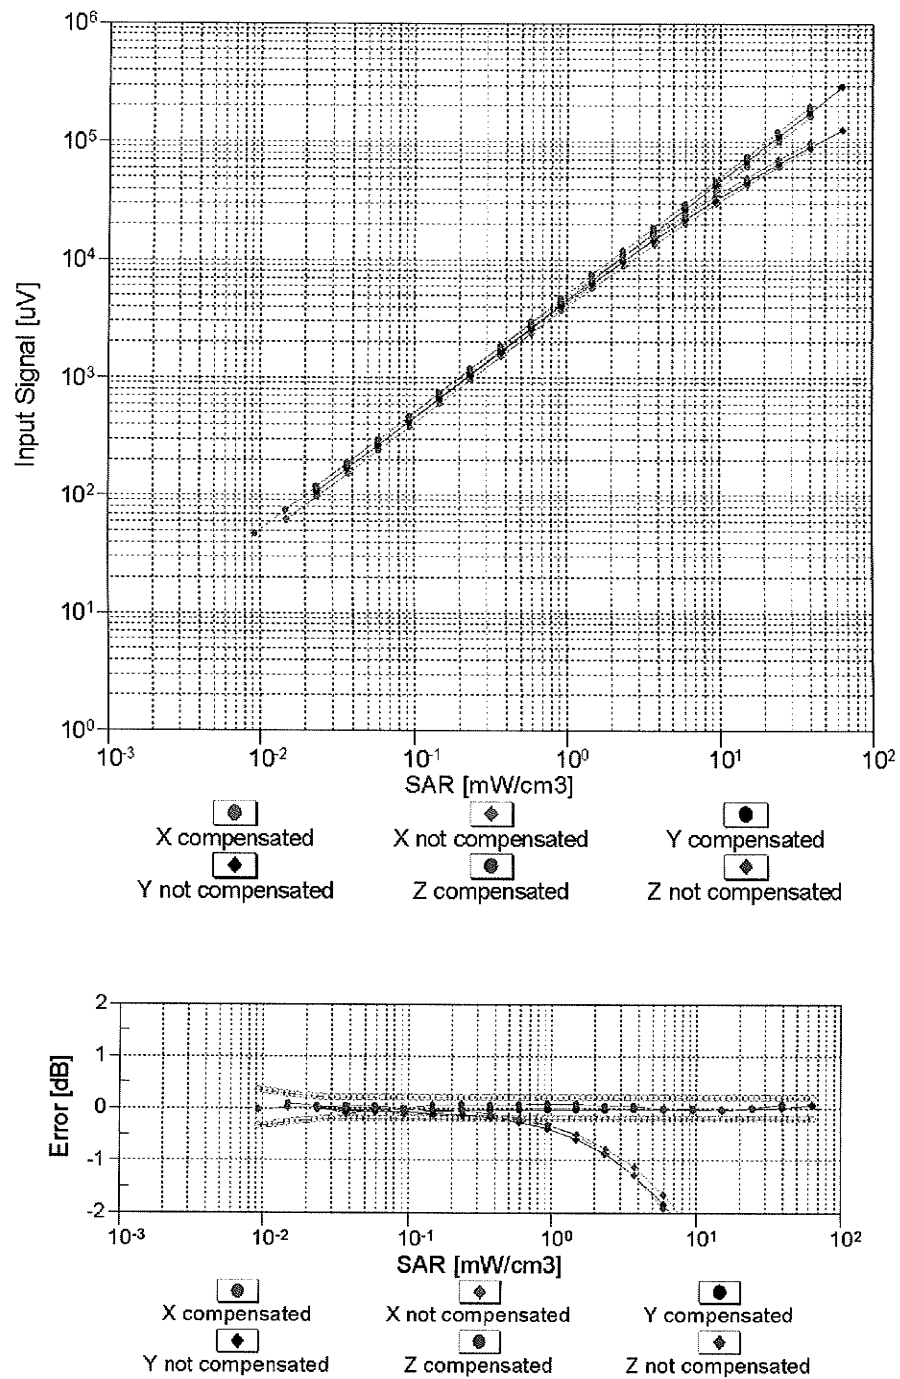 10⁶
10⁵
10⁴
10³
10²
10¹
10⁰
Input Signal [uV]
10⁻³ 10⁻² 10⁻¹ 10⁰ 10¹ 10²
SAR [mW/cm3]
X compensated X not compensated Y compensated
Y not compensated Z compensated Z not compensated
2
1
0
-1
-2
Error [dB]
10⁻³ 10⁻² 10⁻¹ 10⁰ 10¹ 10²
SAR [mW/cm3]
X compensated X not compensated Y compensated
Y not compensated Z compensated Z not compensated